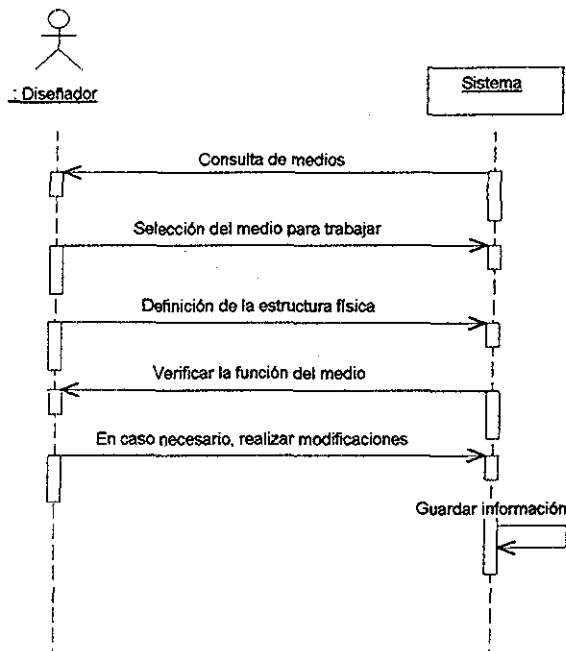 : Diseñador
Sistema
Consulta de medios
Selección del medio para trabajar
Definición de la estructura física
Verificar la función del medio
En caso necesario, realizar modificaciones
Guardar información